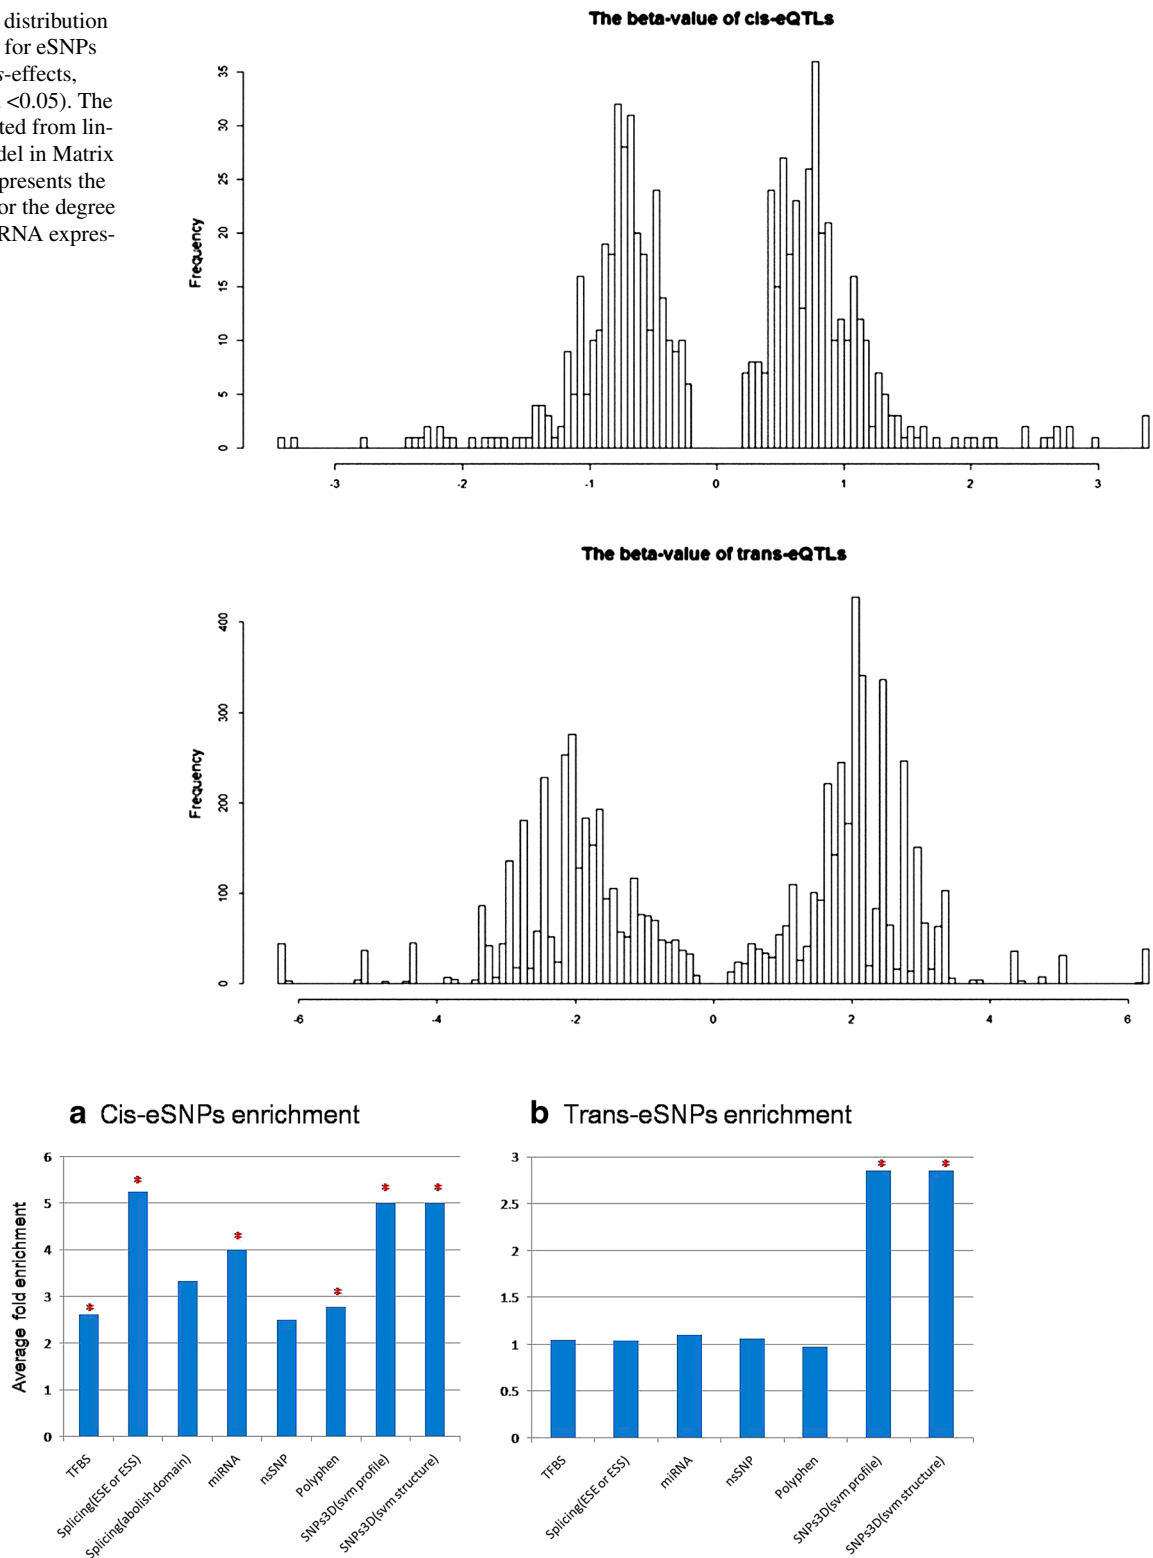 distribution
for eSNPs
s-effects,
<0.05). The
ted from lin-
del in Matrix
presents the
or the degree
RNA expres-
The beta-value of cis-eQTLs
Frequency
35
30
25
20
15
10
5
0
-3 -2 -1 0 1 2 3
The beta-value of trans-eQTLs
Frequency
400
300
200
100
0
-6 -4 -2 0 2 4 6
a Cis-eSNPs enrichment
Average fold enrichment
6
5
4
3
2
1
0
* * * * * *
TFBS
Splicing(ESE or ESS)
Splicing(abolish domain)
miRNA
nsSNP
Polyphen
SNPs3D(svm profile)
SNPs3D(svm structure)
b Trans-eSNPs enrichment
3
2.5
2
1.5
1
0.5
0
* *
TFBS
Splicing(ESE or ESS)
miRNA
nsSNP
Polyphen
SNPs3D(svm profile)
SNPs3D(svm structure)